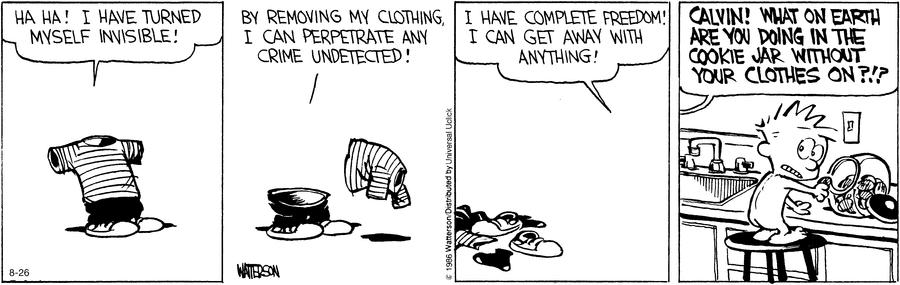 HA HA! I HAVE TURNED
MYSELF INVISIBLE!
8-26
BY REMOVING MY CLOTHING,
I CAN PERPETRATE ANY
CRIME UNDETECTED!
WATTERSON
I HAVE COMPLETE FREEDOM!
I CAN GET AWAY WITH
ANYTHING!
© 1986 Watterson/Distributed by Universal Uclick
CALVIN! WHAT ON EARTH
ARE YOU DOING IN THE
COOKIE JAR WITHOUT
YOUR CLOTHES ON?!?